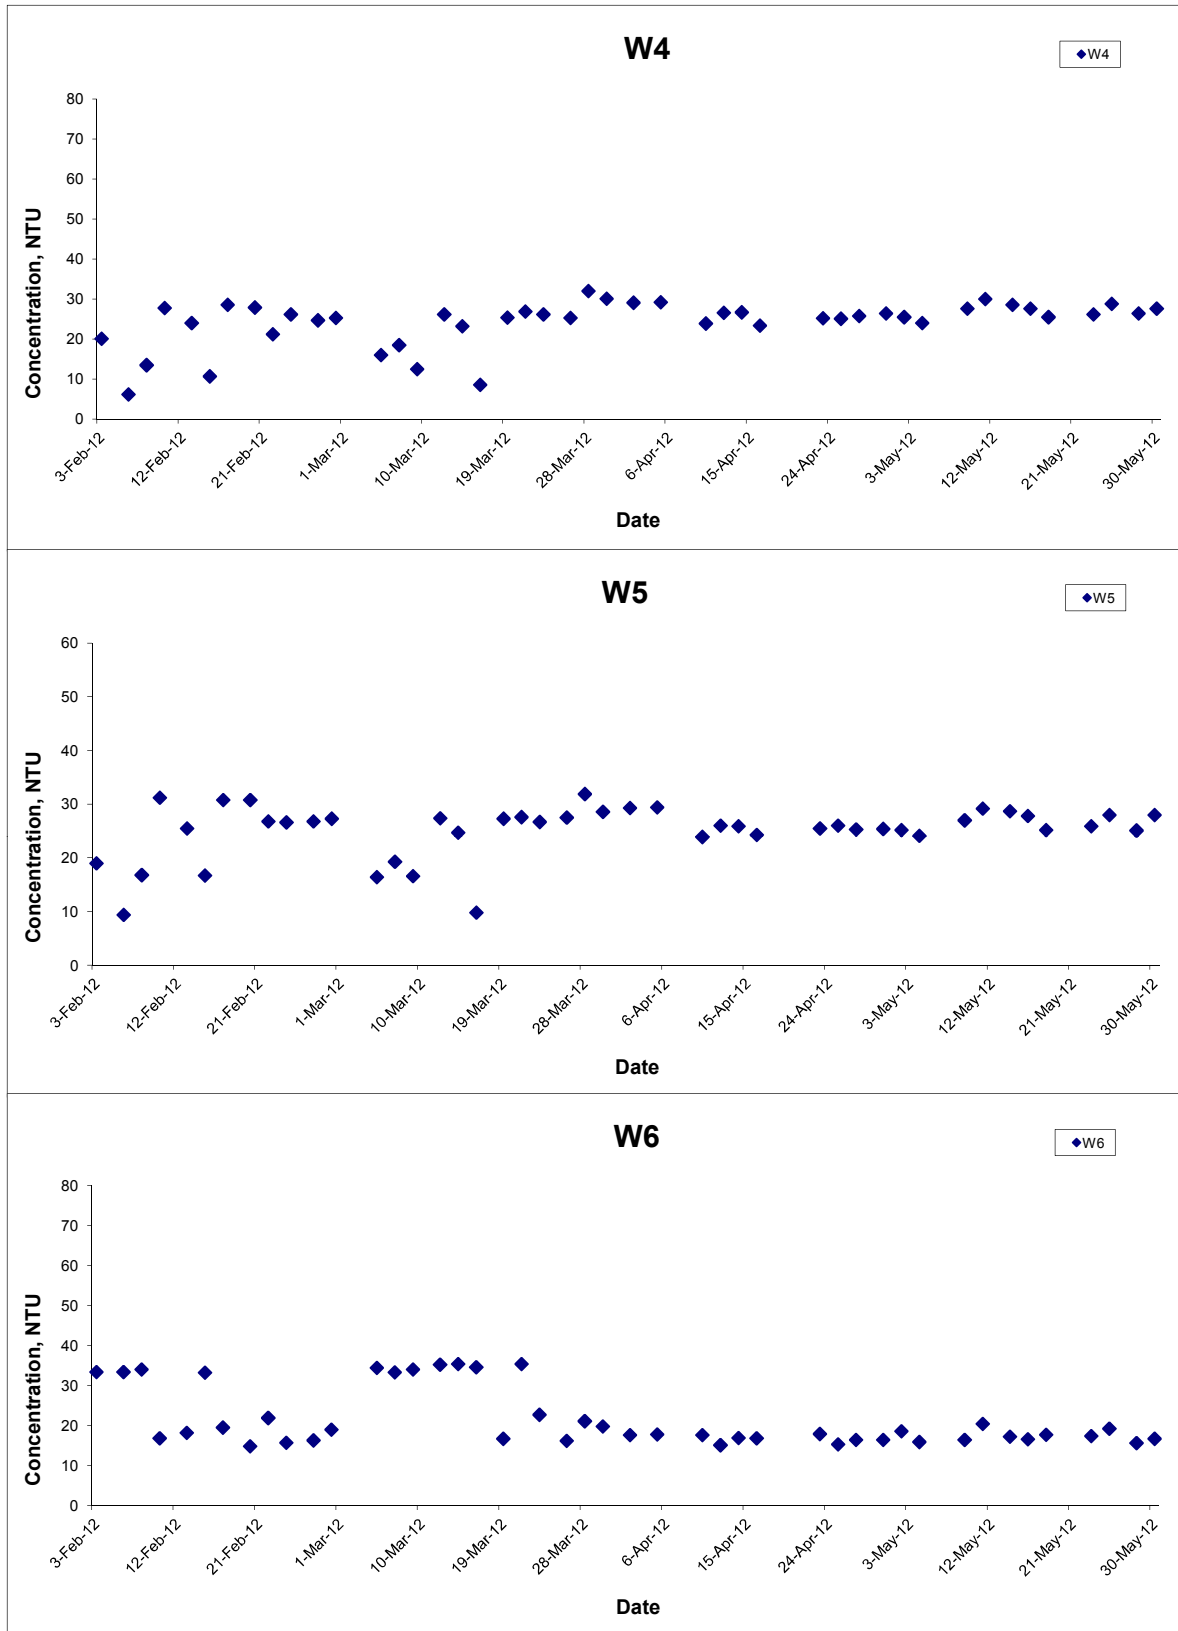 W4
W4
80
70
60
50
40
30
20
10
0
Concentration, NTU
3-Feb-12
12-Feb-12
21-Feb-12
1-Mar-12
10-Mar-12
19-Mar-12
28-Mar-12
6-Apr-12
15-Apr-12
24-Apr-12
3-May-12
12-May-12
21-May-12
30-May-12
Date
W5
W5
60
50
40
30
20
10
0
Concentration, NTU
3-Feb-12
12-Feb-12
21-Feb-12
1-Mar-12
10-Mar-12
19-Mar-12
28-Mar-12
6-Apr-12
15-Apr-12
24-Apr-12
3-May-12
12-May-12
21-May-12
30-May-12
Date
W6
W6
80
70
60
50
40
30
20
10
0
Concentration, NTU
3-Feb-12
12-Feb-12
21-Feb-12
1-Mar-12
10-Mar-12
19-Mar-12
28-Mar-12
6-Apr-12
15-Apr-12
24-Apr-12
3-May-12
12-May-12
21-May-12
30-May-12
Date